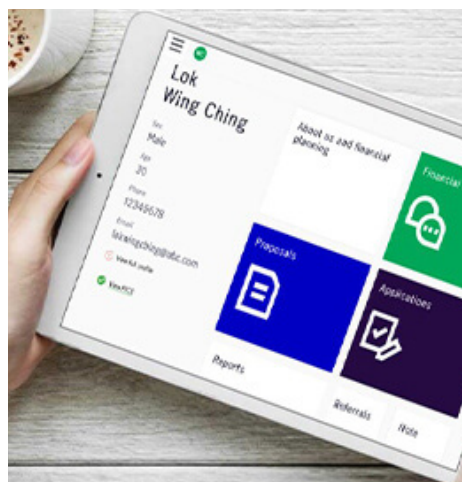 Lok
Wing Ching
Sex
Male
Age
20
Phone
12345678
Email
lokwingching@abc.com
View full profile
About us and financial
planning
Financial
Proposals
Applications
Reports
Referrals
Note